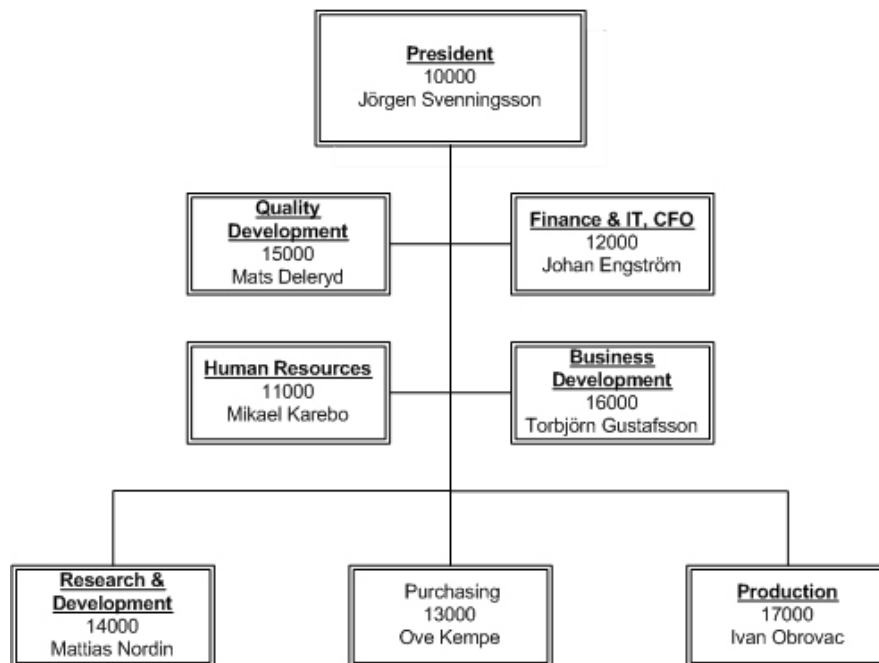 President
10000
Jörgen Svenningsson
Quality
Development
15000
Mats Deleryd
Finance & IT, CFO
12000
Johan Engström
Human Resources
11000
Mikael Karebo
Business
Development
16000
Torbjörn Gustafsson
Research &
Development
14000
Mattias Nordin
Purchasing
13000
Ove Kempe
Production
17000
Ivan Obrovac